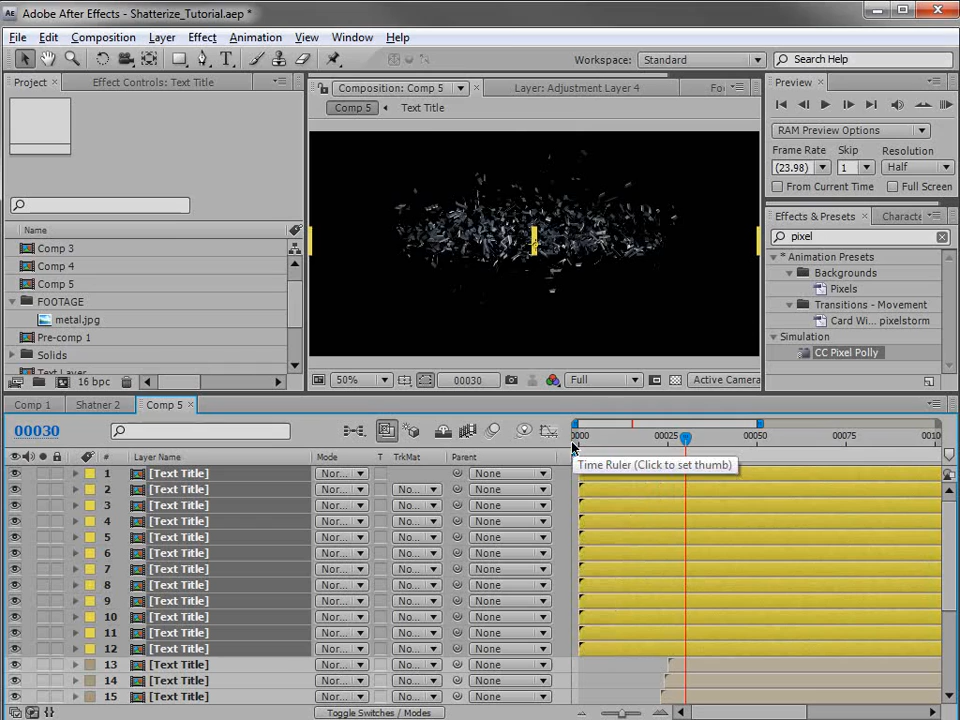 Adobe After Effects - Shatterize_Tutorial.aep *
File Edit Composition Layer Effect Animation View Window Help
Workspace: Standard Search Help
Project Effect Controls: Text Title
Composition: Comp 5 Layer: Adjustment Layer 4 Fo
Comp 5 Text Title
Preview
RAM Preview Options
Frame Rate Skip Resolution
(23.98) 1 Half
From Current Time Full Screen
Effects & Presets Characte
pixel
* Animation Presets
Backgrounds
Pixels
Transitions - Movement
Card Wi... pixelstorm
Simulation
CC Pixel Polly
Name
Comp 3
Comp 4
Comp 5
FOOTAGE
metal.jpg
Pre-comp 1
Solids
16 bpc
50% 00030 Full Active Camera
Comp 1 Shatner 2 Comp 5
00030
0000 00025 00050 00075 0010
# Layer Name Mode T TrkMat Parent
Time Ruler (Click to set thumb)
1 [Text Title] Nor... None
2 [Text Title] Nor... No... None
3 [Text Title] Nor... No... None
4 [Text Title] Nor... No... None
5 [Text Title] Nor... No... None
6 [Text Title] Nor... No... None
7 [Text Title] Nor... No... None
8 [Text Title] Nor... No... None
9 [Text Title] Nor... No... None
10 [Text Title] Nor... No... None
11 [Text Title] Nor... No... None
12 [Text Title] Nor... No... None
13 [Text Title] Nor... No... None
14 [Text Title] Nor... No... None
15 [Text Title] Nor... No... None
Toggle Switches / Modes